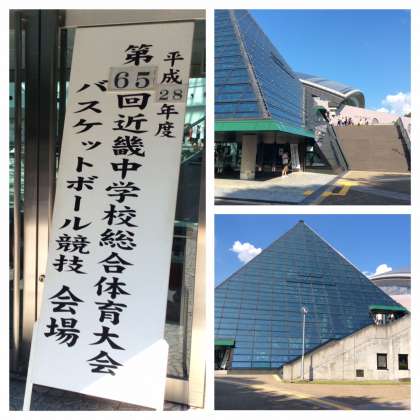 平成28年度
第65回近畿中学校総合体育大会
バスケットボール競技 会場